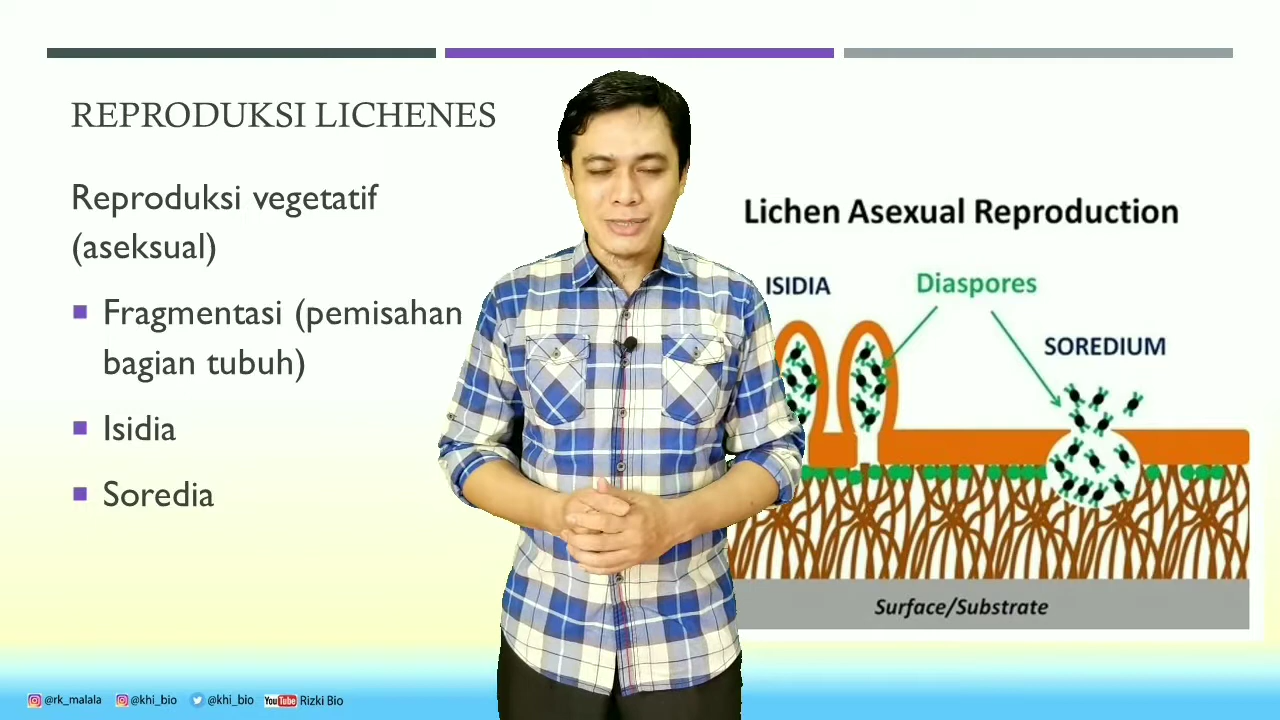 REPRODUKSI LICHENES
Reproduksi vegetatif
(aseksual)
Fragmentasi (pemisahan
bagian tubuh)
Isidia
Soredia
Lichen Asexual Reproduction
ISIDIA
Diaspores
SOREDIUM
Surface/Substrate
@rk_malala @khi_bio @khi_bio YouTube Rizki Bio